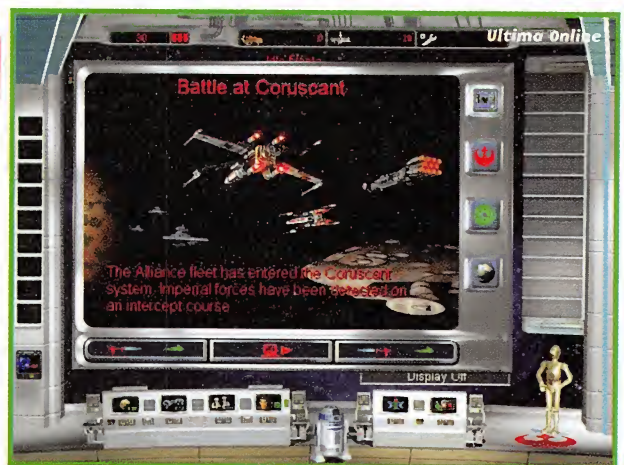 Ultima Online
Battle at Coruscant
The Alliance fleet has entered the Coruscant
system. Imperial forces have been detected on
an intercept course
Display Off